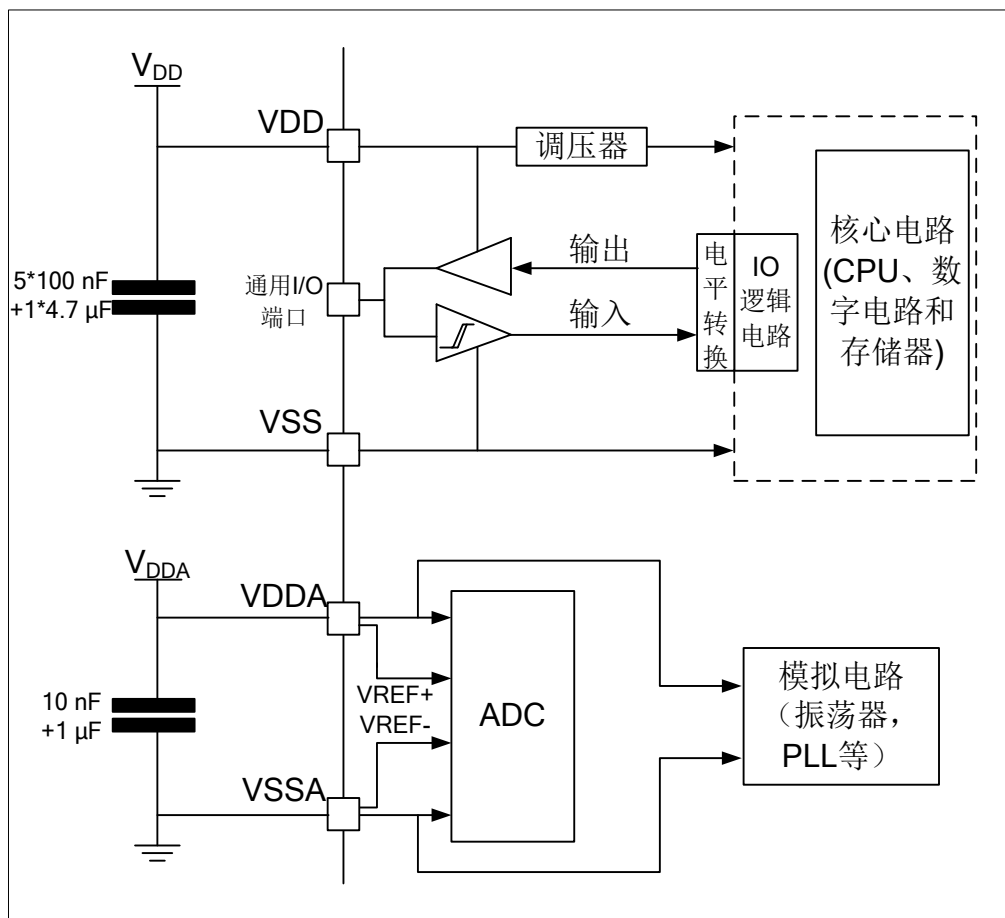 VDD
VDD
调压器
5*100 nF
+1*4.7 µF
通用I/O
端口
输出
输入
电
平
转
换
IO
逻辑
电路
核心电路
(CPU、数
字电路和
存储器)
VSS
VDDA
VDDA
10 nF
+1 µF
VREF+
VREF-
ADC
模拟电路
（振荡器，
PLL等）
VSSA